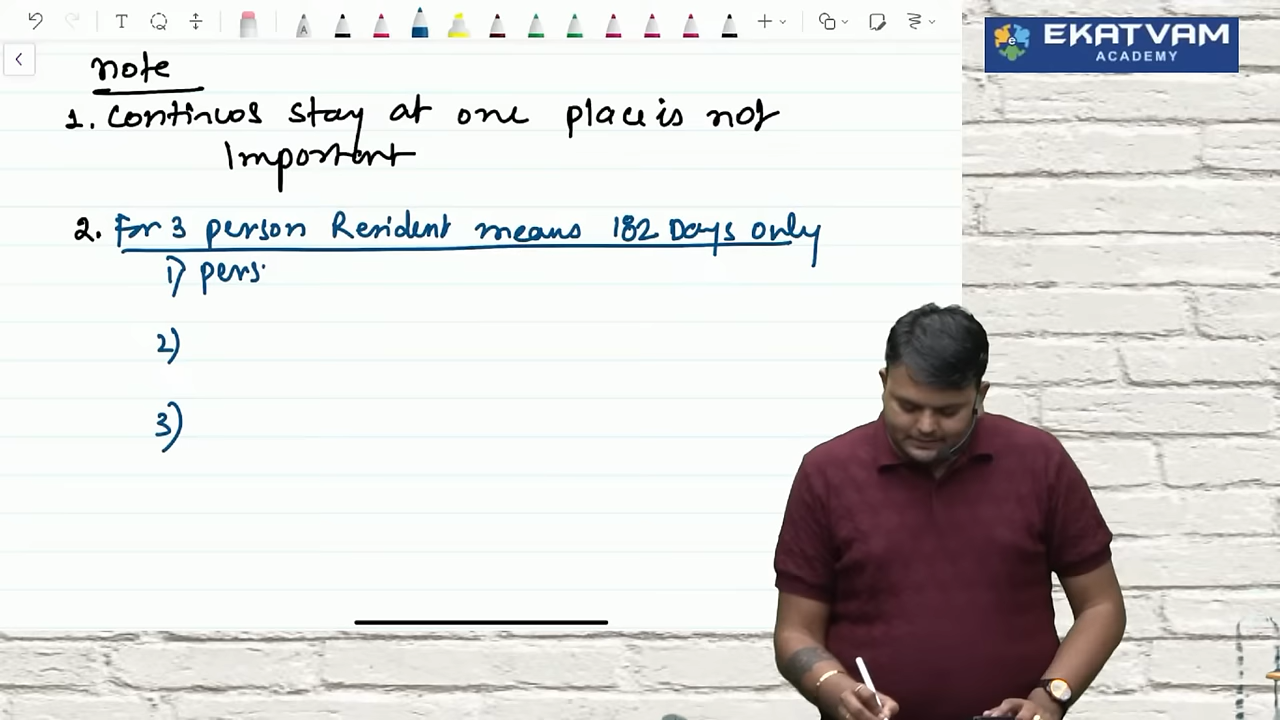 EKATVAM
ACADEMY
note
1. Continuos stay at one place is not
Important
2. For 3 person Resident means 182 Days only
1) pers
2)
3)